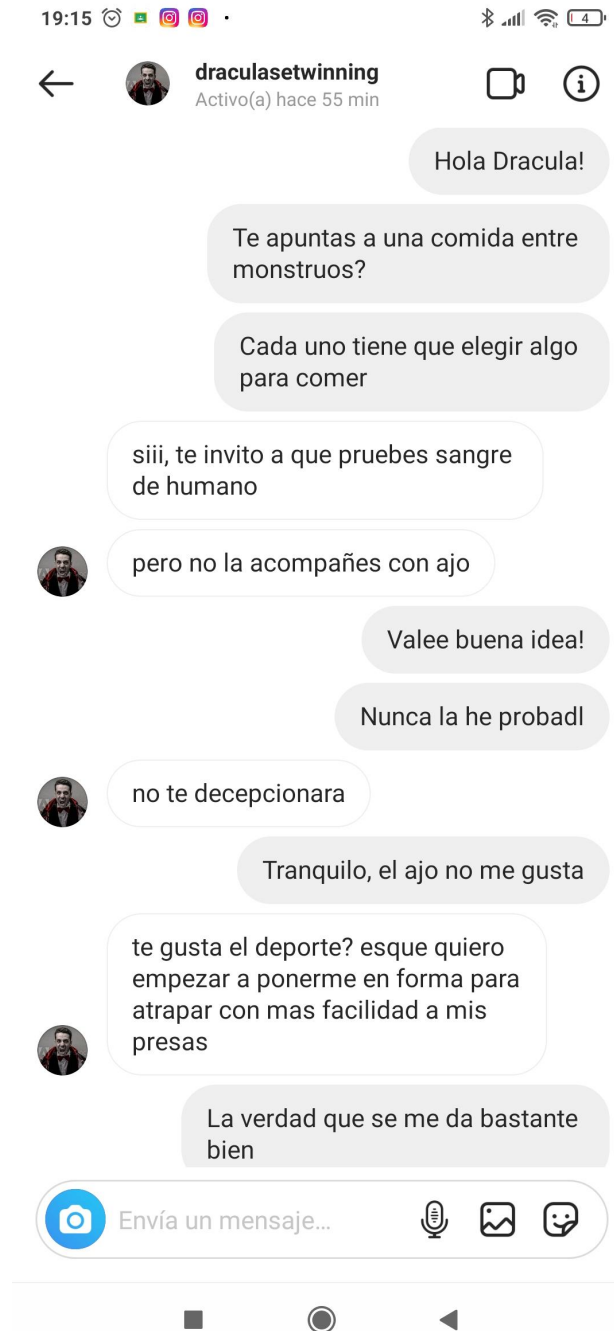 19:15
4
draculasetwinning
Activo(a) hace 55 min
Hola Dracula!
Te apuntas a una comida entre
monstruos?
Cada uno tiene que elegir algo
para comer
siii, te invito a que pruebes sangre
de humano
pero no la acompañes con ajo
Valee buena idea!
Nunca la he probadl
no te decepcionara
Tranquilo, el ajo no me gusta
te gusta el deporte? esque quiero
empezar a ponerme en forma para
atrapar con mas facilidad a mis
presas
La verdad que se me da bastante
bien
Envía un mensaje...